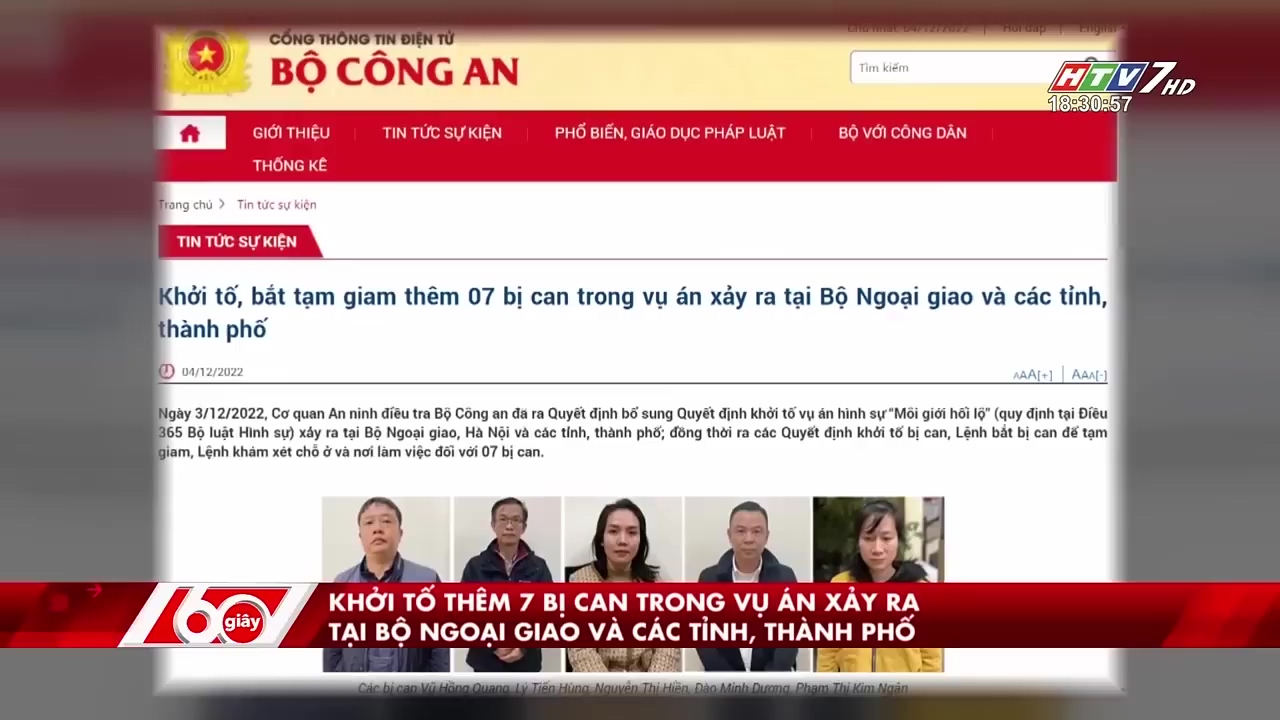 CỔNG THÔNG TIN ĐIỆN TỬ
BỘ CÔNG AN
Chủ nhật, 04/12/2022 | Hỏi đáp | English
Tìm kiếm
HTV7 HD
18:30:57
GIỚI THIỆU
TIN TỨC SỰ KIỆN
PHỔ BIẾN, GIÁO DỤC PHÁP LUẬT
BỘ VỚI CÔNG DÂN
THỐNG KÊ
Trang chủ > Tin tức sự kiện
TIN TỨC SỰ KIỆN
Khởi tố, bắt tạm giam thêm 07 bị can trong vụ án xảy ra tại Bộ Ngoại giao và các tỉnh,
thành phố
04/12/2022
AAA[+] | AAA[-]
Ngày 3/12/2022, Cơ quan An ninh điều tra Bộ Công an đã ra Quyết định bổ sung Quyết định khởi tố vụ án hình sự "Môi giới hối lộ" (quy định tại Điều
365 Bộ luật Hình sự) xảy ra tại Bộ Ngoại giao, Hà Nội và các tỉnh, thành phố; đồng thời ra các Quyết định khởi tố bị can, Lệnh bắt bị can để tạm
giam, Lệnh khám xét chỗ ở và nơi làm việc đối với 07 bị can.
60 giây
KHỞI TỐ THÊM 7 BỊ CAN TRONG VỤ ÁN XẢY RA
TẠI BỘ NGOẠI GIAO VÀ CÁC TỈNH, THÀNH PHỐ
Các bị can Vũ Hồng Quang, Lý Tiến Hùng, Nguyễn Thị Hiền, Đào Minh Dương, Phạm Thị Kim Ngân